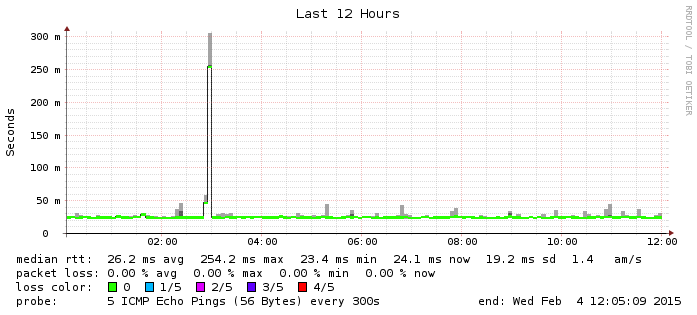 Last 12 Hours
RRDTOOL / TOBI OETIKER
Seconds
300 m
250 m
200 m
150 m
100 m
50 m
0
02:00 04:00 06:00 08:00 10:00 12:00
median rtt: 26.2 ms avg 254.2 ms max 23.4 ms min 24.1 ms now 19.2 ms sd 1.4 am/s
packet loss: 0.00 % avg 0.00 % max 0.00 % min 0.00 % now
loss color: 0 1/5 2/5 3/5 4/5
probe: 5 ICMP Echo Pings (56 Bytes) every 300s end: Wed Feb 4 12:05:09 2015